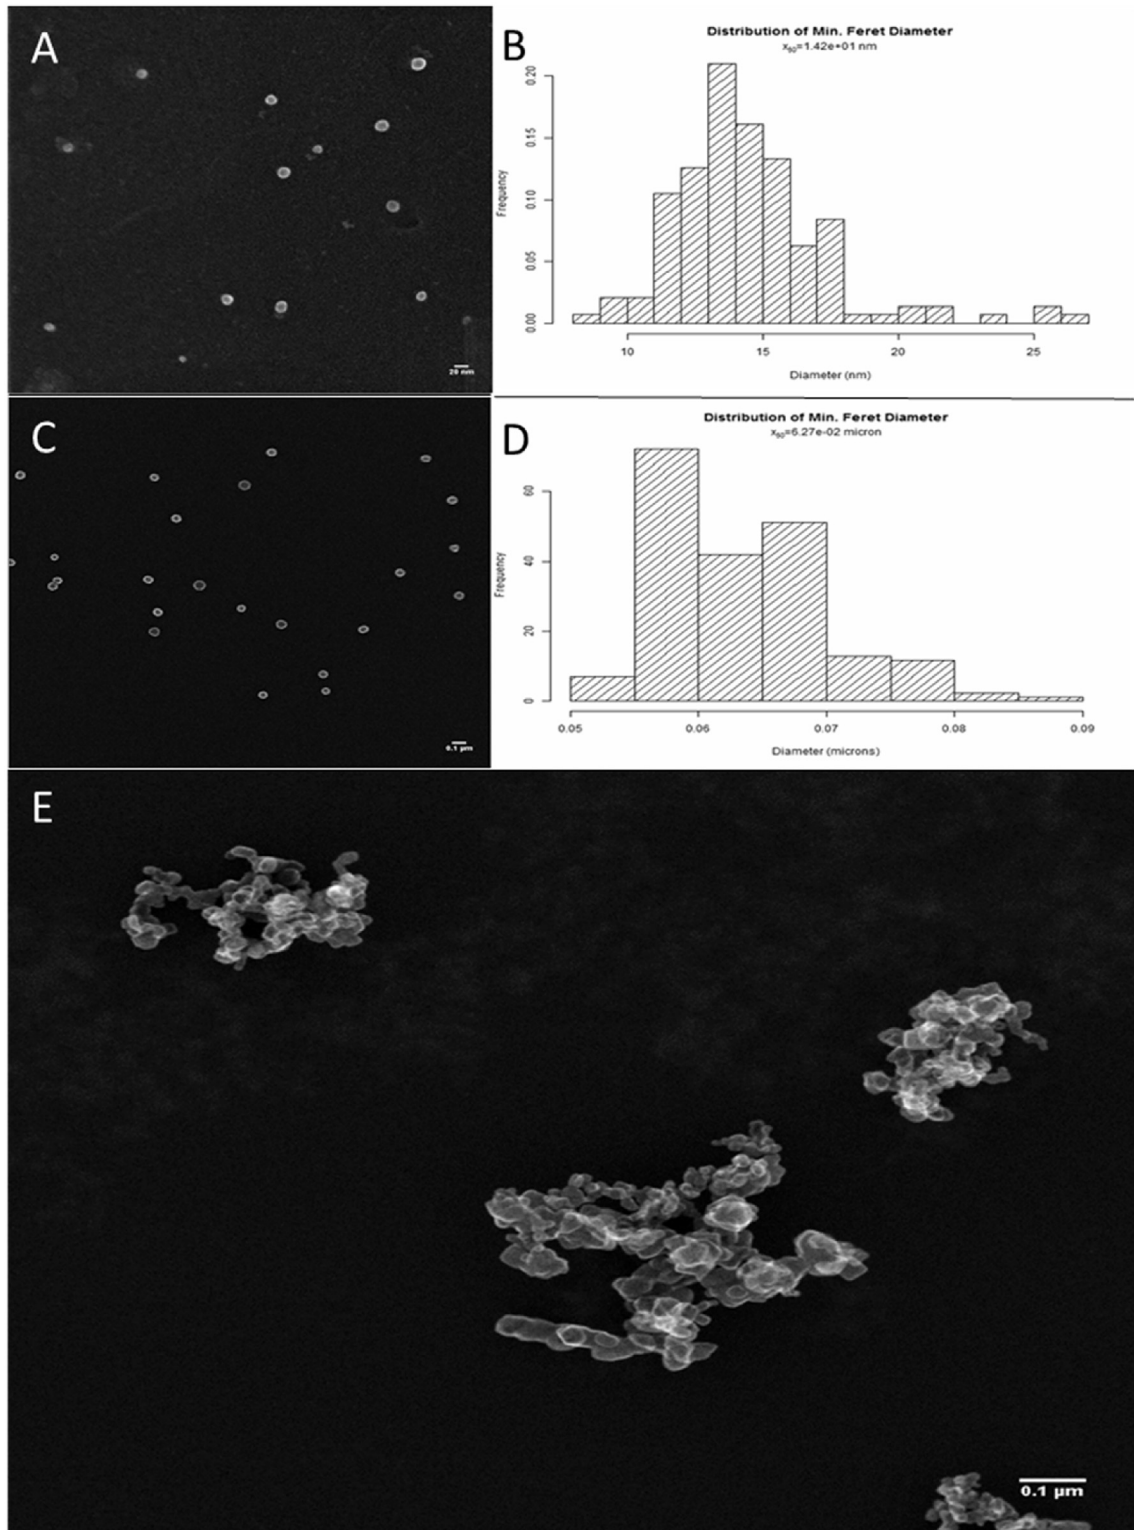 A
20 nm
B
Distribution of Min. Feret Diameter
x50=1.42e+01 nm
Frequency
0.20
0.15
0.10
0.05
0.00
10 15 20 25
Diameter (nm)
C
0.1 µm
D
Distribution of Min. Feret Diameter
x50=6.27e-02 micron
Frequency
60
40
20
0
0.05 0.06 0.07 0.08 0.09
Diameter (microns)
E
0.1 µm